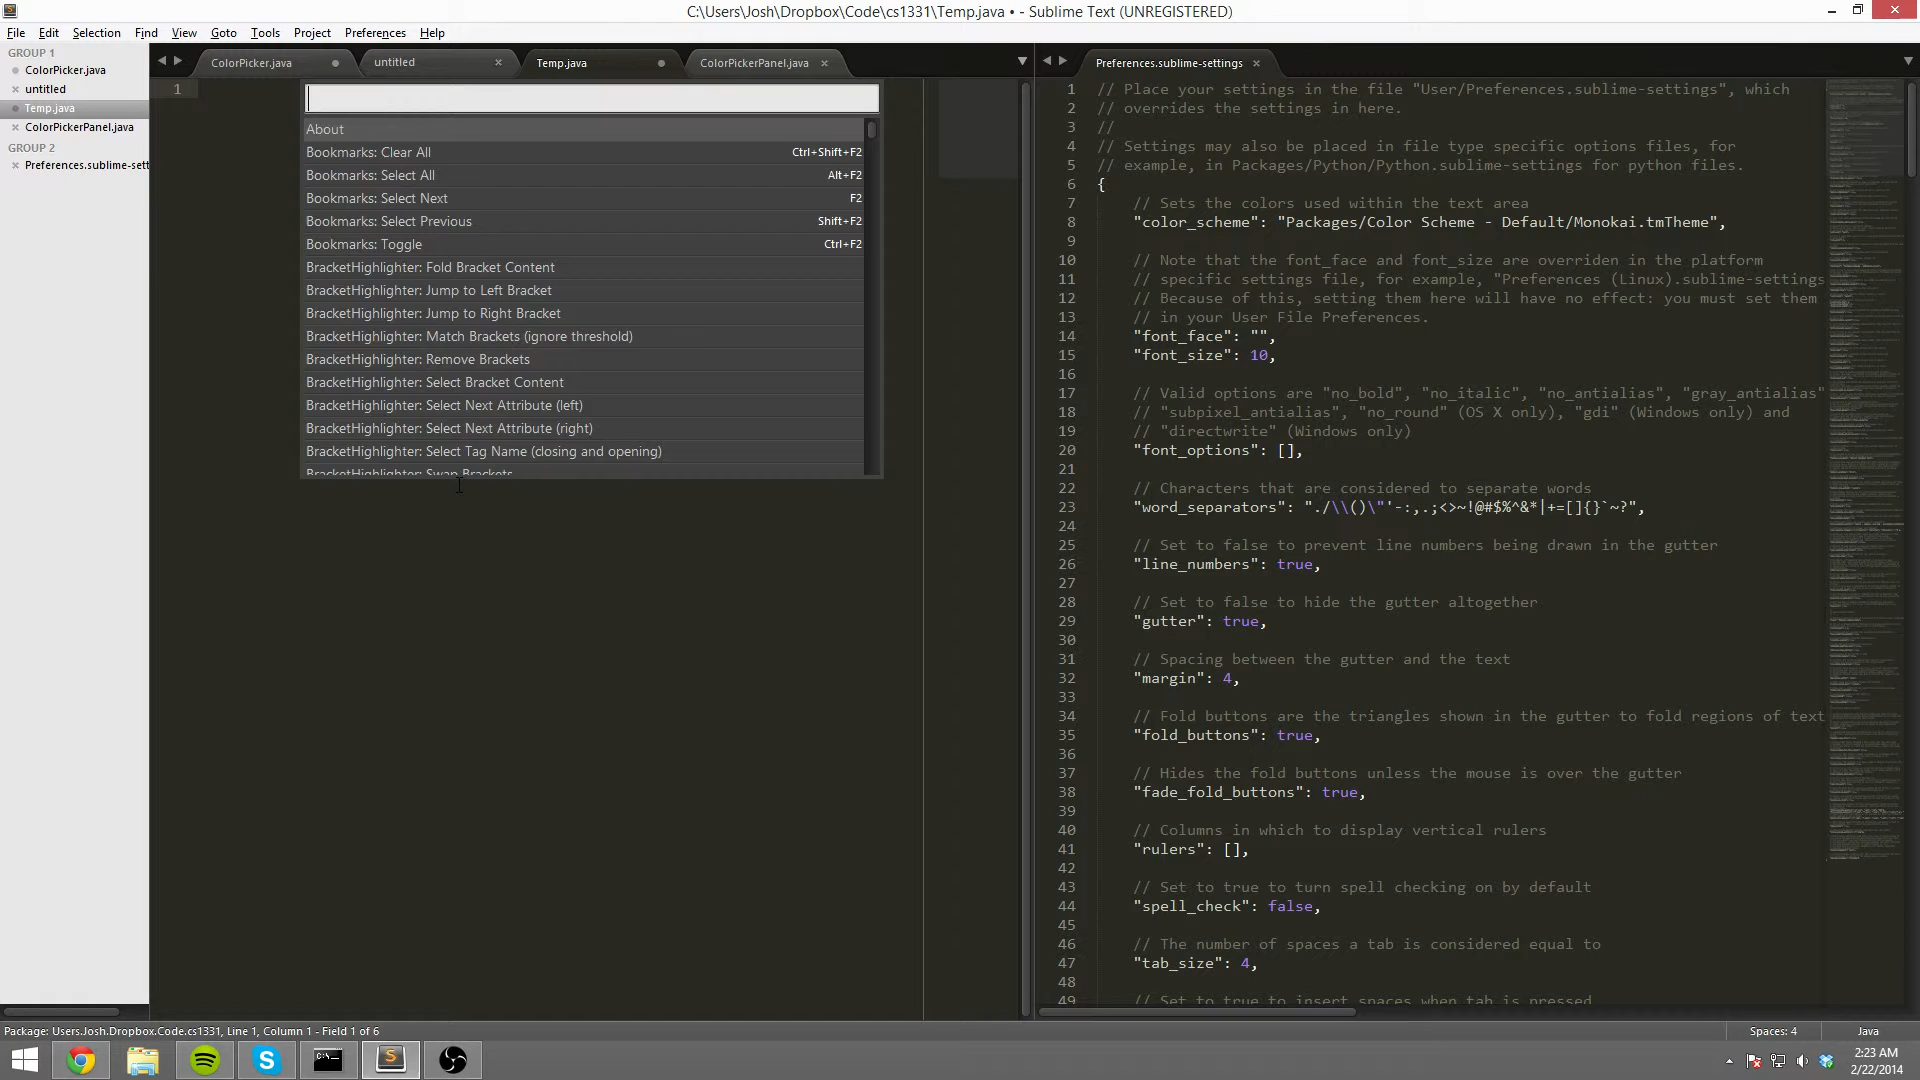 C:\Users\Josh\Dropbox\Code\cs1331\Temp.java • - Sublime Text (UNREGISTERED)
File Edit Selection Find View Goto Tools Project Preferences Help
GROUP 1
ColorPicker.java
untitled
Temp.java
ColorPickerPanel.java
GROUP 2
Preferences.sublime-sett
ColorPicker.java
untitled
Temp.java
ColorPickerPanel.java
1
About
Bookmarks: Clear All Ctrl+Shift+F2
Bookmarks: Select All Alt+F2
Bookmarks: Select Next F2
Bookmarks: Select Previous Shift+F2
Bookmarks: Toggle Ctrl+F2
BracketHighlighter: Fold Bracket Content
BracketHighlighter: Jump to Left Bracket
BracketHighlighter: Jump to Right Bracket
BracketHighlighter: Match Brackets (ignore threshold)
BracketHighlighter: Remove Brackets
BracketHighlighter: Select Bracket Content
BracketHighlighter: Select Next Attribute (left)
BracketHighlighter: Select Next Attribute (right)
BracketHighlighter: Select Tag Name (closing and opening)
BracketHighlighter: Swap Brackets
Preferences.sublime-settings
1 // Place your settings in the file "User/Preferences.sublime-settings", which
2 // overrides the settings in here.
3 //
4 // Settings may also be placed in file type specific options files, for
5 // example, in Packages/Python/Python.sublime-settings for python files.
6 {
7 // Sets the colors used within the text area
8 "color_scheme": "Packages/Color Scheme - Default/Monokai.tmTheme",
9
10 // Note that the font_face and font_size are overriden in the platform
11 // specific settings file, for example, "Preferences (Linux).sublime-settings
12 // Because of this, setting them here will have no effect: you must set them
13 // in your User File Preferences.
14 "font_face": "",
15 "font_size": 10,
16
17 // Valid options are "no_bold", "no_italic", "no_antialias", "gray_antialias"
18 // "subpixel_antialias", "no_round" (OS X only), "gdi" (Windows only) and
19 // "directwrite" (Windows only)
20 "font_options": [],
21
22 // Characters that are considered to separate words
23 "word_separators": "./\\()\"'-:,.;<>~!@#$%^&*|+=[]{}`~?",
24
25 // Set to false to prevent line numbers being drawn in the gutter
26 "line_numbers": true,
27
28 // Set to false to hide the gutter altogether
29 "gutter": true,
30
31 // Spacing between the gutter and the text
32 "margin": 4,
33
34 // Fold buttons are the triangles shown in the gutter to fold regions of text
35 "fold_buttons": true,
36
37 // Hides the fold buttons unless the mouse is over the gutter
38 "fade_fold_buttons": true,
39
40 // Columns in which to display vertical rulers
41 "rulers": [],
42
43 // Set to true to turn spell checking on by default
44 "spell_check": false,
45
46 // The number of spaces a tab is considered equal to
47 "tab_size": 4,
48
49 // Set to true to insert spaces when tab is pressed
Package: Users.Josh.Dropbox.Code.cs1331, Line 1, Column 1 - Field 1 of 6
Spaces: 4
Java
2:23 AM
2/22/2014